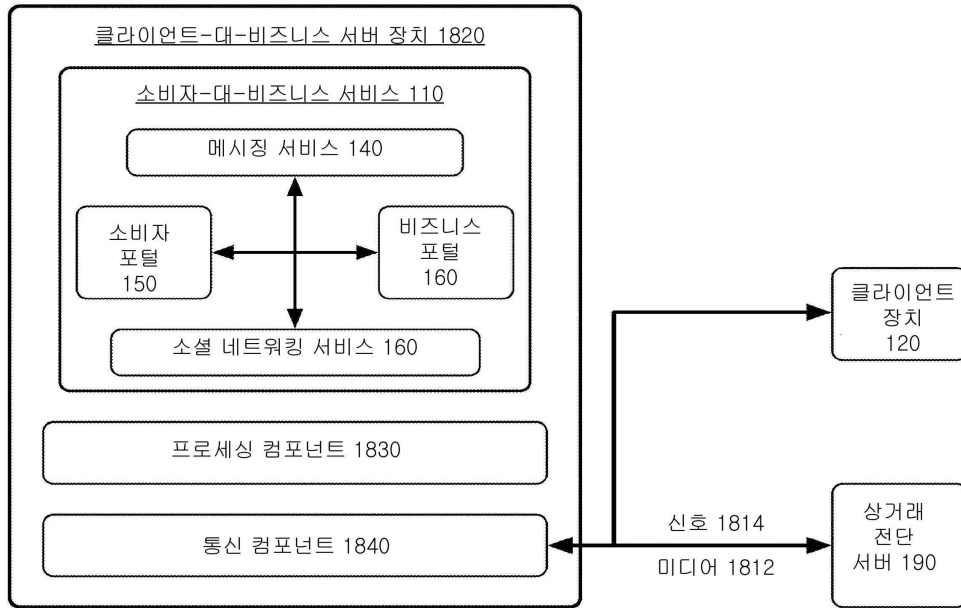 클라이언트-대-비즈니스 서버 장치 1820
소비자-대-비즈니스 서비스 110
메시징 서비스 140
소비자
포털
150
비즈니스
포털
160
소셜 네트워킹 서비스 160
프로세싱 컴포넌트 1830
통신 컴포넌트 1840
클라이언트
장치
120
신호 1814
미디어 1812
상거래
전단
서버 190